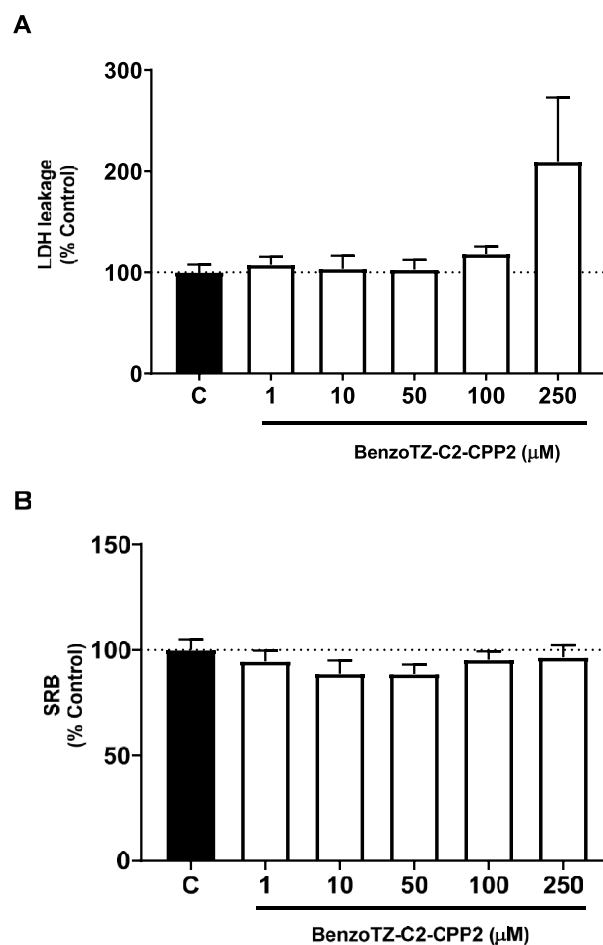 A
LDH leakage
(% Control)
300
200
100
0
C 1 10 50 100 250
BenzoTZ-C2-CPP2 (μM)
B
SRB
(% Control)
150
100
50
0
C 1 10 50 100 250
BenzoTZ-C2-CPP2 (μM)